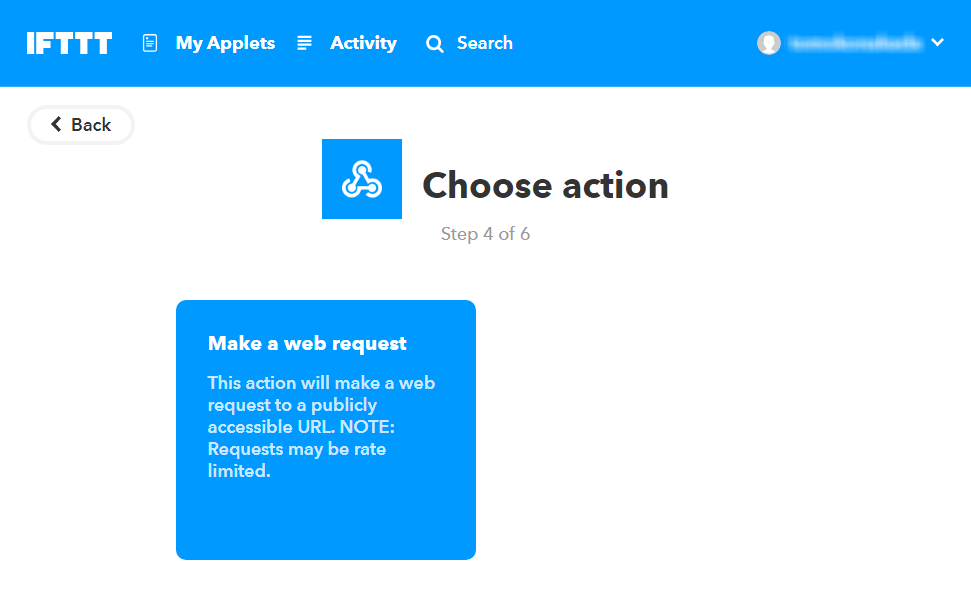 IFTTT My Applets Activity Search
Back
Choose action
Step 4 of 6
Make a web request
This action will make a web
request to a publicly
accessible URL. NOTE:
Requests may be rate
limited.